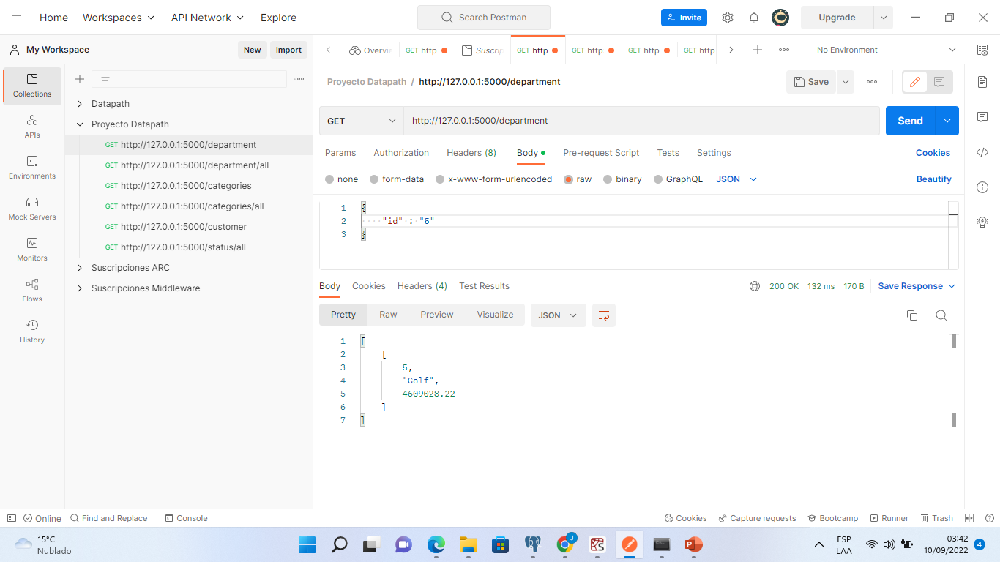 Home Workspaces API Network Explore Search Postman Invite Upgrade
My Workspace New Import Overvie GET http Suscrip GET http GET http: GET http GET http No Environment
Collections
APIs
Environments
Mock Servers
Monitors
Flows
History
Datapath
Proyecto Datapath
GET http://127.0.0.1:5000/department
GET http://127.0.0.1:5000/department/all
GET http://127.0.0.1:5000/categories
GET http://127.0.0.1:5000/categories/all
GET http://127.0.0.1:5000/customer
GET http://127.0.0.1:5000/status/all
Suscripciones ARC
Suscripciones Middleware
Proyecto Datapath / http://127.0.0.1:5000/department Save
GET http://127.0.0.1:5000/department Send
Params Authorization Headers (8) Body Pre-request Script Tests Settings Cookies
none form-data x-www-form-urlencoded raw binary GraphQL JSON Beautify
1 {
2 "id" : "5"
3 }
Body Cookies Headers (4) Test Results 200 OK 132 ms 170 B Save Response
Pretty Raw Preview Visualize JSON
1 [
2 [
3 5,
4 "Golf",
5 4609028.22
6 ]
7 ]
Online Find and Replace Console Cookies Capture requests Bootcamp Runner Trash
15°C
Nublado
J
ESP
LAA
03:42
10/09/2022
4